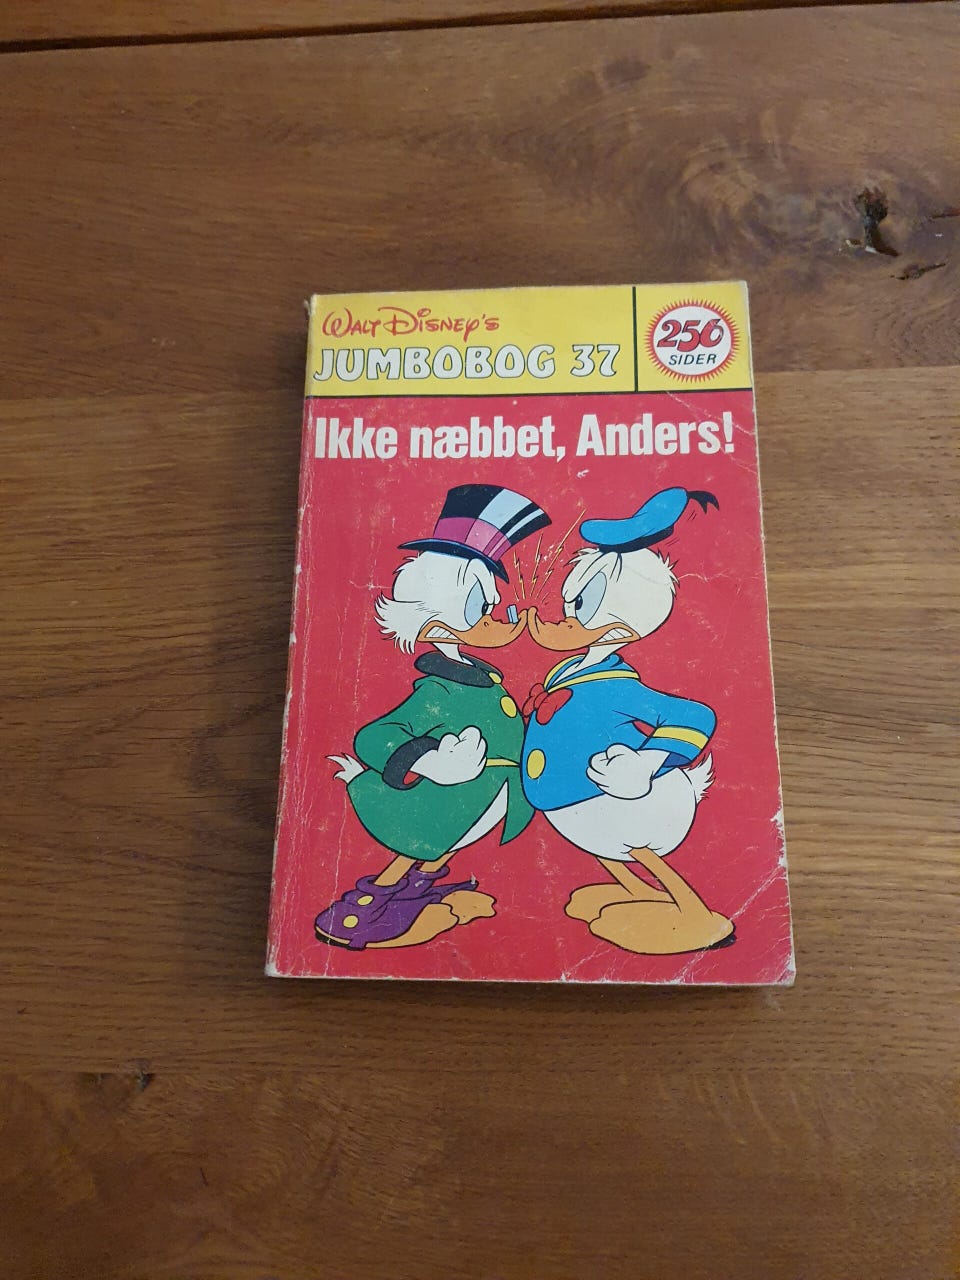 Walt Disney's
JUMBOBOG 37
256
SIDER
Ikke næbbet, Anders!